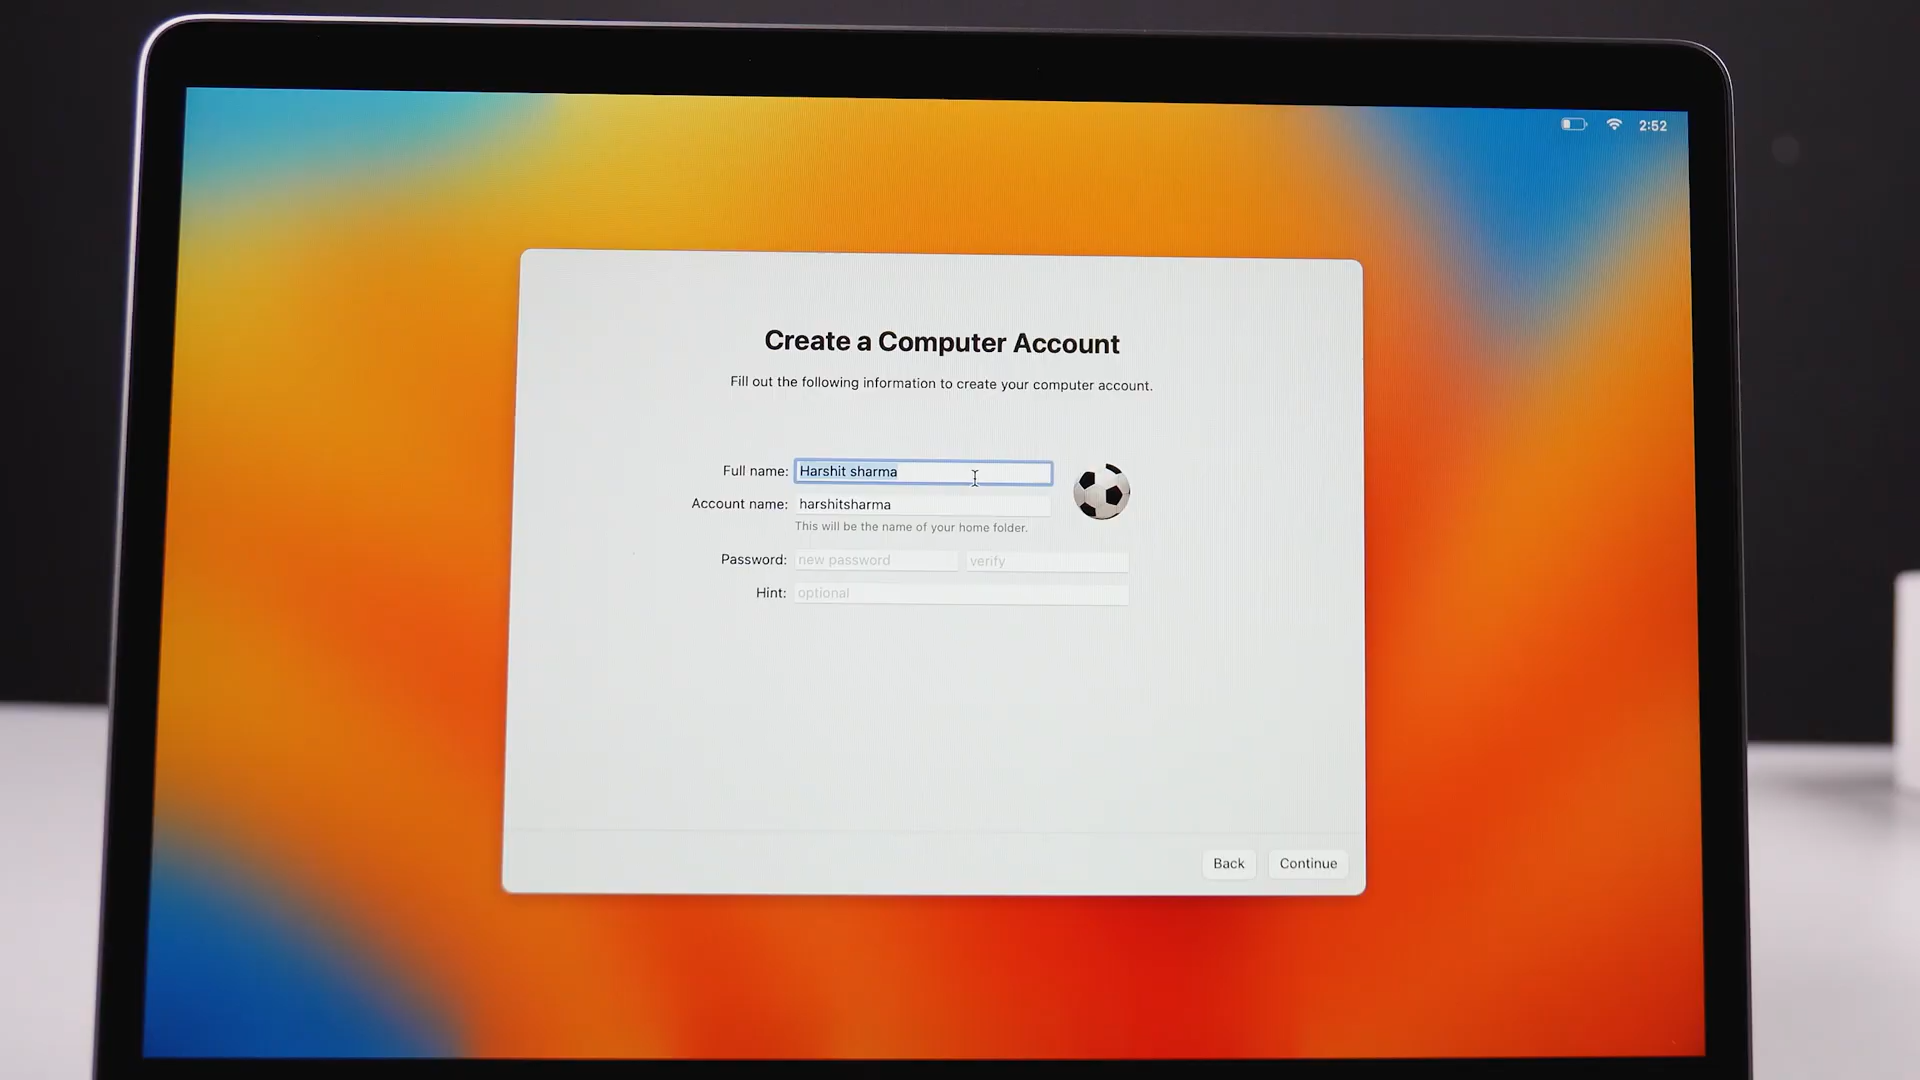 2:52
Create a Computer Account
Fill out the following information to create your computer account.
Full name: Harshit sharma
Account name: harshitsharma
This will be the name of your home folder.
Password: new password verify
Hint: optional
Back Continue